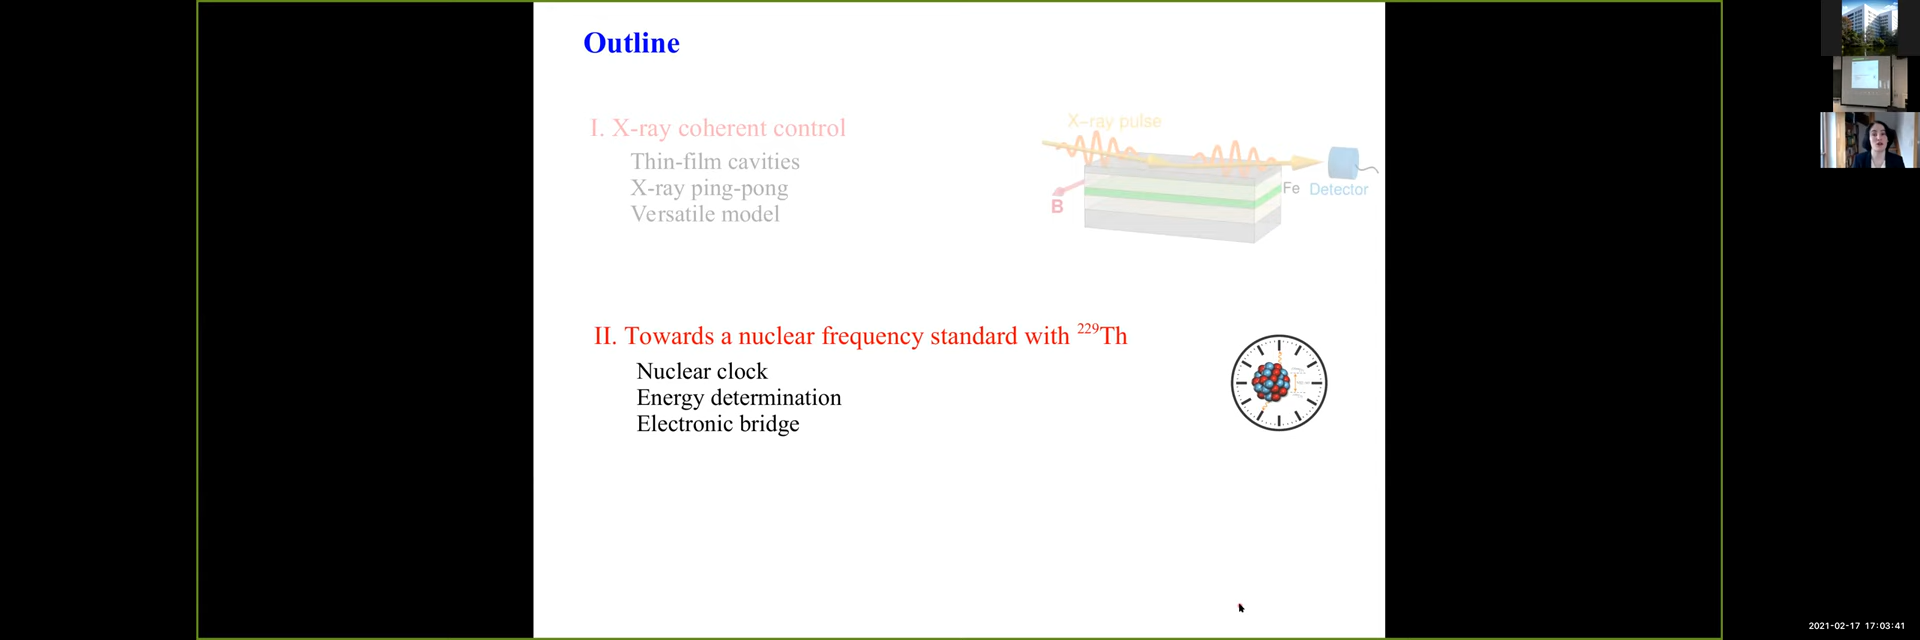 Outline
I. X-ray coherent control
Thin-film cavities
X-ray ping-pong
Versatile model
X-ray pulse
B
Fe
Detector
II. Towards a nuclear frequency standard with ²²⁹Th
Nuclear clock
Energy determination
Electronic bridge
2021-02-17 17:03:41